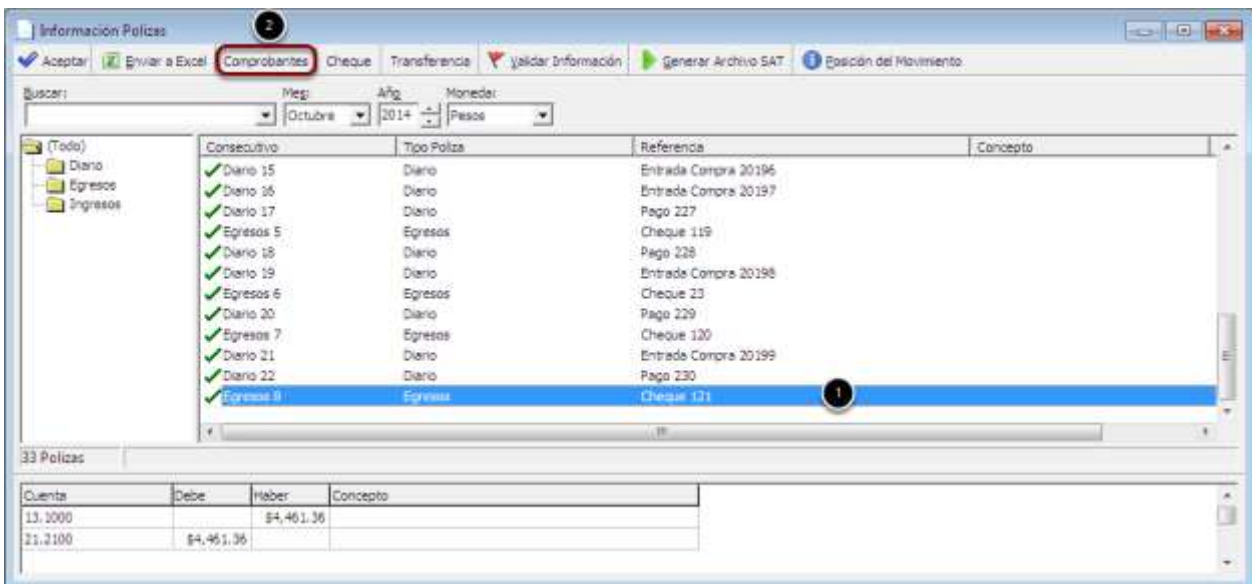 Información Polizas
2
Aceptar Enviar a Excel Comprobantes Cheque Transferencia Validar Información Generar Archivo SAT Posición del Movimiento
Buscar: Mes: Año Moneda:
Octubre 2014 Pesos
(Todo)
Diario
Egresos
Ingresos
Consecutivo Tipo Poliza Referencia Concepto
Diario 15 Diario Entrada Compra 20196
Diario 16 Diario Entrada Compra 20197
Diario 17 Diario Pago 227
Egresos 5 Egresos Cheque 119
Diario 18 Diario Pago 228
Diario 19 Diario Entrada Compra 20198
Egresos 6 Egresos Cheque 23
Diario 20 Diario Pago 229
Egresos 7 Egresos Cheque 120
Diario 21 Diario Entrada Compra 20199
Diario 22 Diario Pago 230
Egresos 8 Egresos Cheque 121 1
33 Polizas
Cuenta Debe Haber Concepto
13.1000 $4,461.36
21.2100 $4,461.36